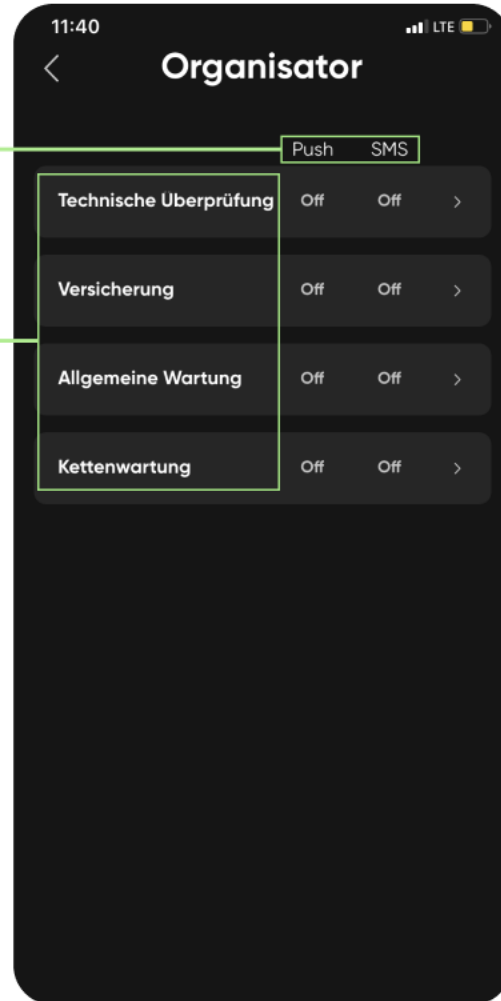 11:40 LTE
Organisator
Push SMS
Technische Überprüfung Off Off
Versicherung Off Off
Allgemeine Wartung Off Off
Kettenwartung Off Off